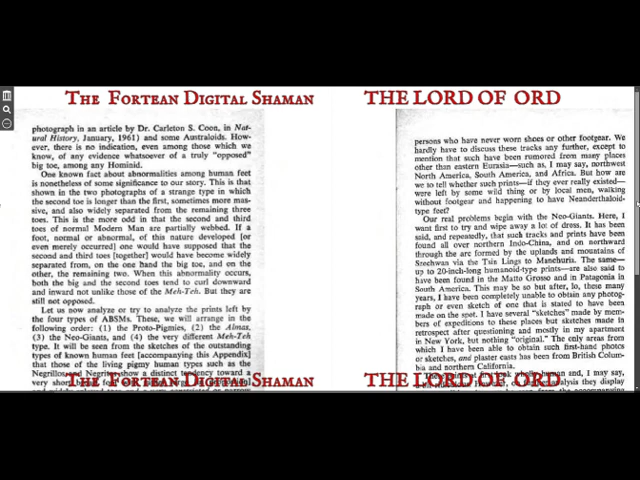 THE FORTEAN DIGITAL SHAMAN
photograph in an article by Dr. Carleton S. Coon, in Nat-
ural History, January, 1961) and some Australoids. How-
ever, there is no indication, even among those which we
know, of any evidence whatsoever of a truly "opposed"
big toe, among any Hominid.
One known fact about abnormalities among human feet
is nonetheless of some significance to our story. This is that
shown in the two photographs of a strange type in which
the second toe is longer than the first, sometimes more mas-
sive, and also widely separated from the remaining three
toes. This is the more odd in that the second and third
toes of normal Modern Man are partially webbed. If a
foot, normal or abnormal, of this nature developed [or
even merely occurred] one would have supposed that the
second and third toes [together] would have become widely
separated from, on the one hand the big toe, and on the
other, the remaining two. When this abnormality occurs,
both the big and the second toes tend to curl downward
and inward not unlike those of the Meh-Teh. But they are
still not opposed.
Let us now analyze or try to analyze the prints left by
the four types of ABSMs. These, we will arrange in the
following order: (1) the Proto-Pigmies, (2) the Almas,
(3) the Neo-Giants, and (4) the very different Meh-Teh
type. It will be seen from the sketches of the outstanding
types of known human feet [accompanying this Appendix]
that those of the living pigmy human types such as the
Negrillos and Negritos show a distinct tendency toward a
very short
THE FORTEAN DIGITAL SHAMAN
THE LORD OF ORD
persons who have never worn shoes or other footgear. We
hardly have to discuss these tracks any further, except to
mention that such have been rumored from many places
other than eastern Eurasia—such as, I may say, northwest
North America, South America, and Africa. But how are
we so tell whether such prints—if they ever really existed—
were left by some wild thing or by local men, walking
without footgear and happening to have Neanderthaloid-
type feet?
Our real problems begin with the Neo-Giants. Here, I
want first to try and wipe away a lot of dross. It has been
said, and repeatedly, that such tracks and prints have been
found all over northern Indo-China, and on northward
through the arc formed by the uplands and mountains of
Szechwan via the Tsin Lings to Manchuria. The same—
up to 20-inch-long humanoid-type prints—are also said to
have been found in the Matto Grosso and in Patagonia in
South America. This may be so but after, lo, these many
years, I have been completely unable to obtain any photog-
raph or even sketch of one that is stated to have been
made on the spot. I have several "sketches" made by mem-
bers of expeditions to these places but sketches made in
retrospect after questioning and mostly in my apartment
in New York, but nothing "original." The only areas from
which I have been able to obtain such first-hand photos
or sketches, and plaster casts has been from British Colum-
bia and northern California.
human and, I may say,
analysis they display
THE LORD OF ORD